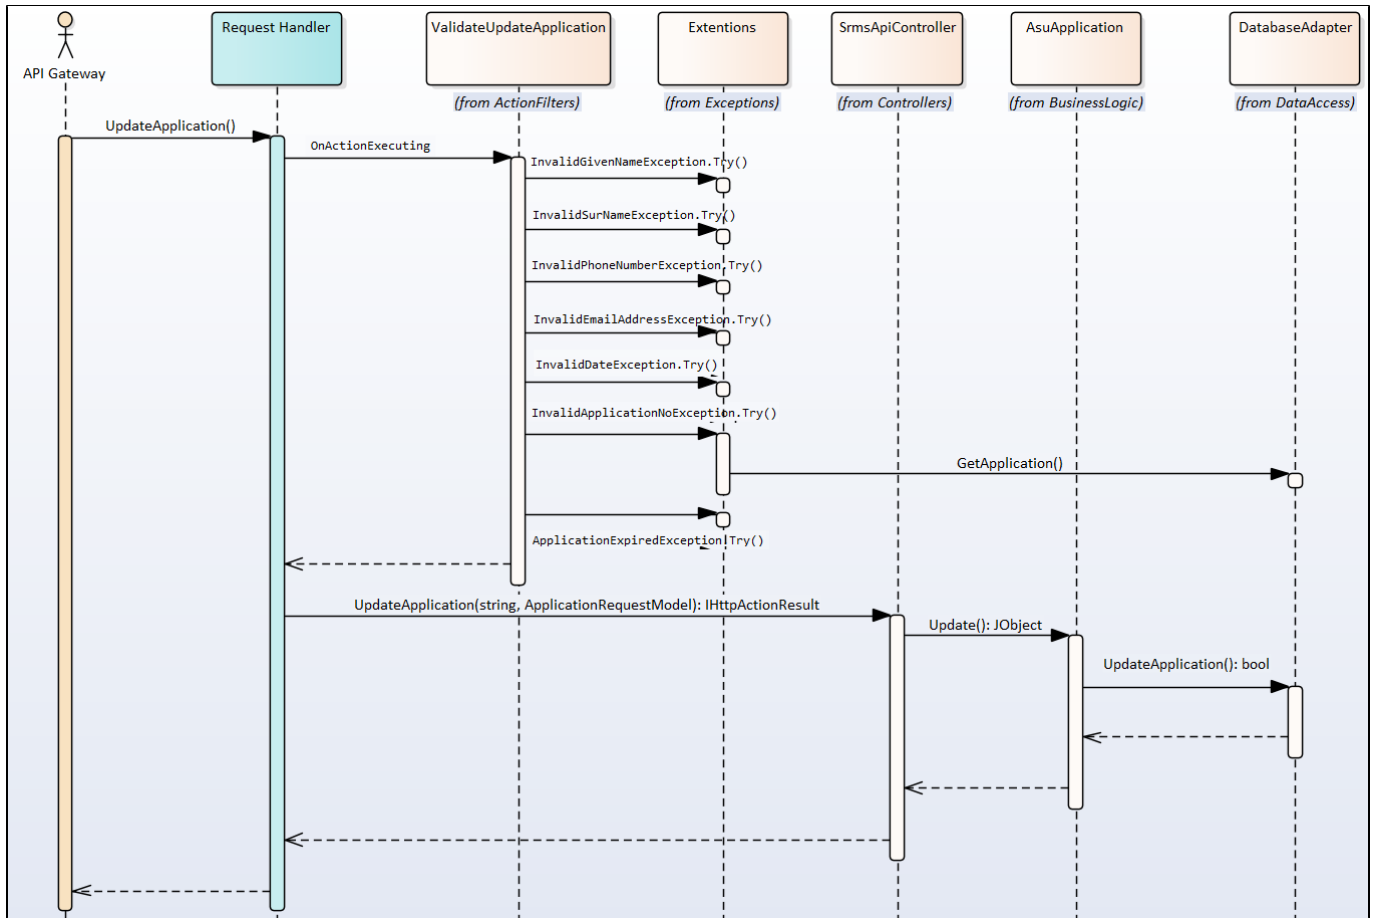 API Gateway
Request Handler
ValidateUpdateApplication
(from ActionFilters)
Extentions
(from Exceptions)
SrmsApiController
(from Controllers)
AsuApplication
(from BusinessLogic)
DatabaseAdapter
(from DataAccess)
UpdateApplication()
OnActionExecuting
InvalidGivenNameException.Try()
InvalidSurNameException.Try()
InvalidPhoneNumberException.Try()
InvalidEmailAddressException.Try()
InvalidDateException.Try()
InvalidApplicationNoException.Try()
GetApplication()
ApplicationExpiredException.Try()
UpdateApplication(string, ApplicationRequestModel): IHttpActionResult
Update(): JObject
UpdateApplication(): bool